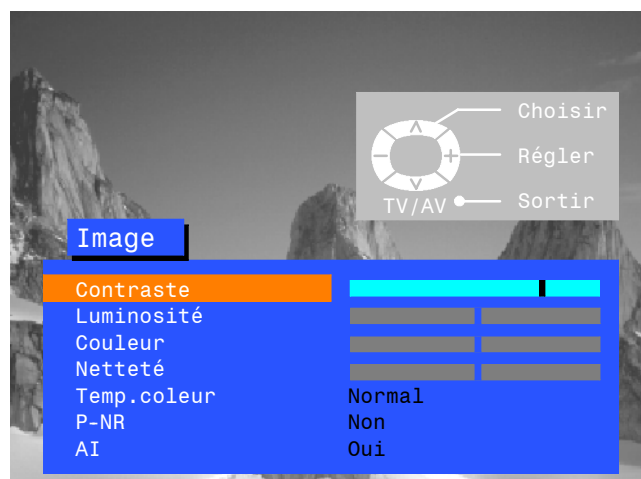 Choisir
Régler
TV/AV Sortir
Image
Contraste
Luminosité
Couleur
Netteté
Temp.coleur Normal
P-NR Non
AI Oui